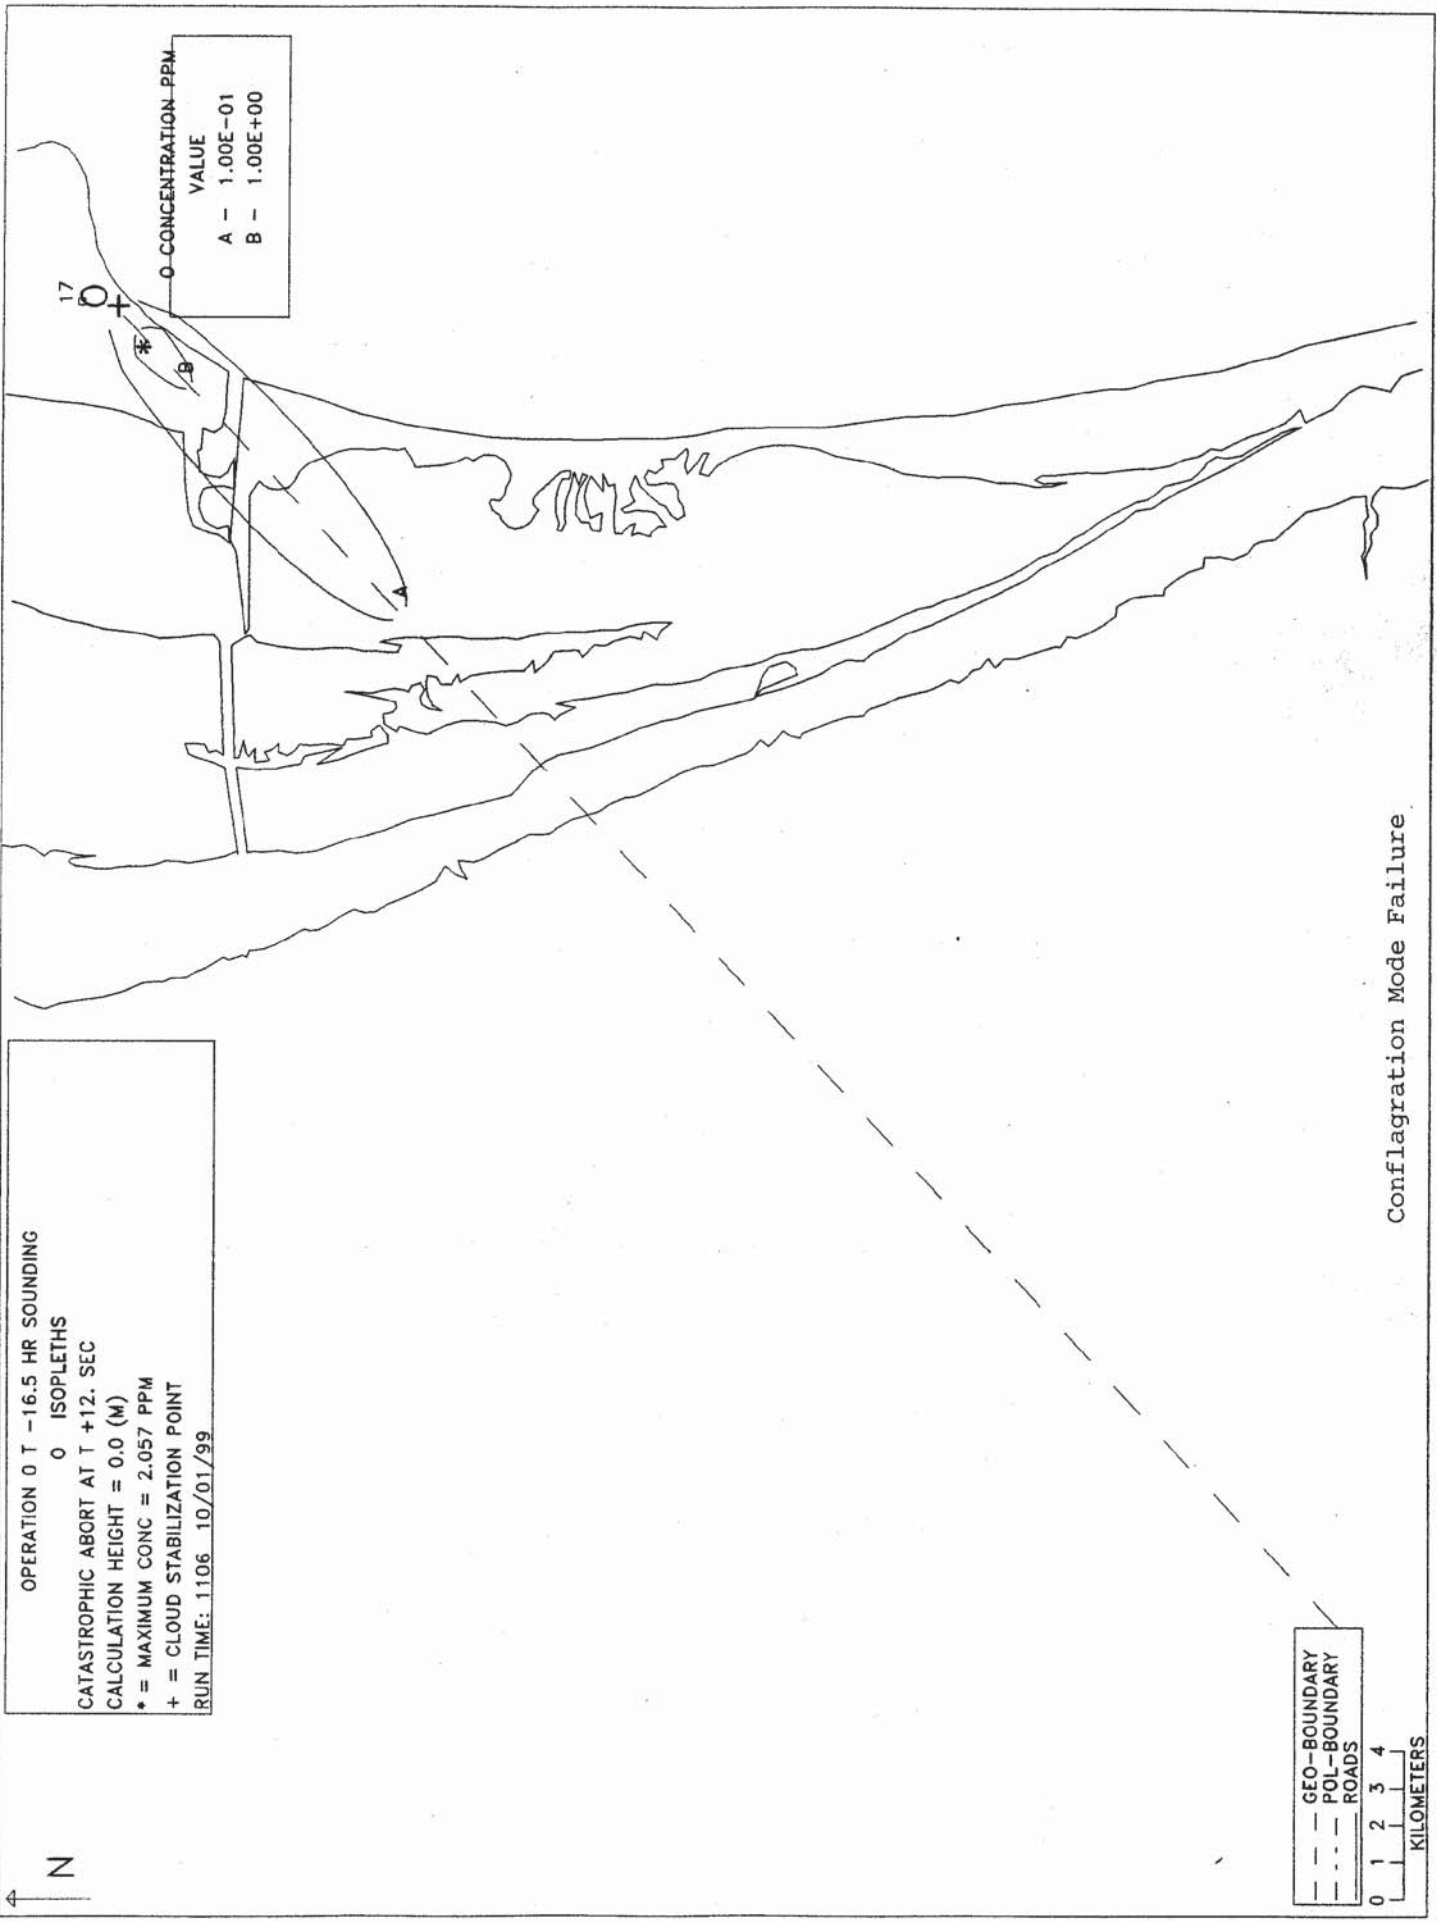 OPERATION 0 T -16.5 HR SOUNDING
O ISOPLETHS
CATASTROPHIC ABORT AT T +12. SEC
CALCULATION HEIGHT = 0.0 (M)
* = MAXIMUM CONC = 2.057 PPM
+ = CLOUD STABILIZATION POINT
RUN TIME: 1106 10/01/99
17
O
+
*
B
A
O CONCENTRATION PPM
VALUE
A - 1.00E-01
B - 1.00E+00
N
GEO-BOUNDARY
POL-BOUNDARY
ROADS
0 1 2 3 4
KILOMETERS
Conflagration Mode Failure